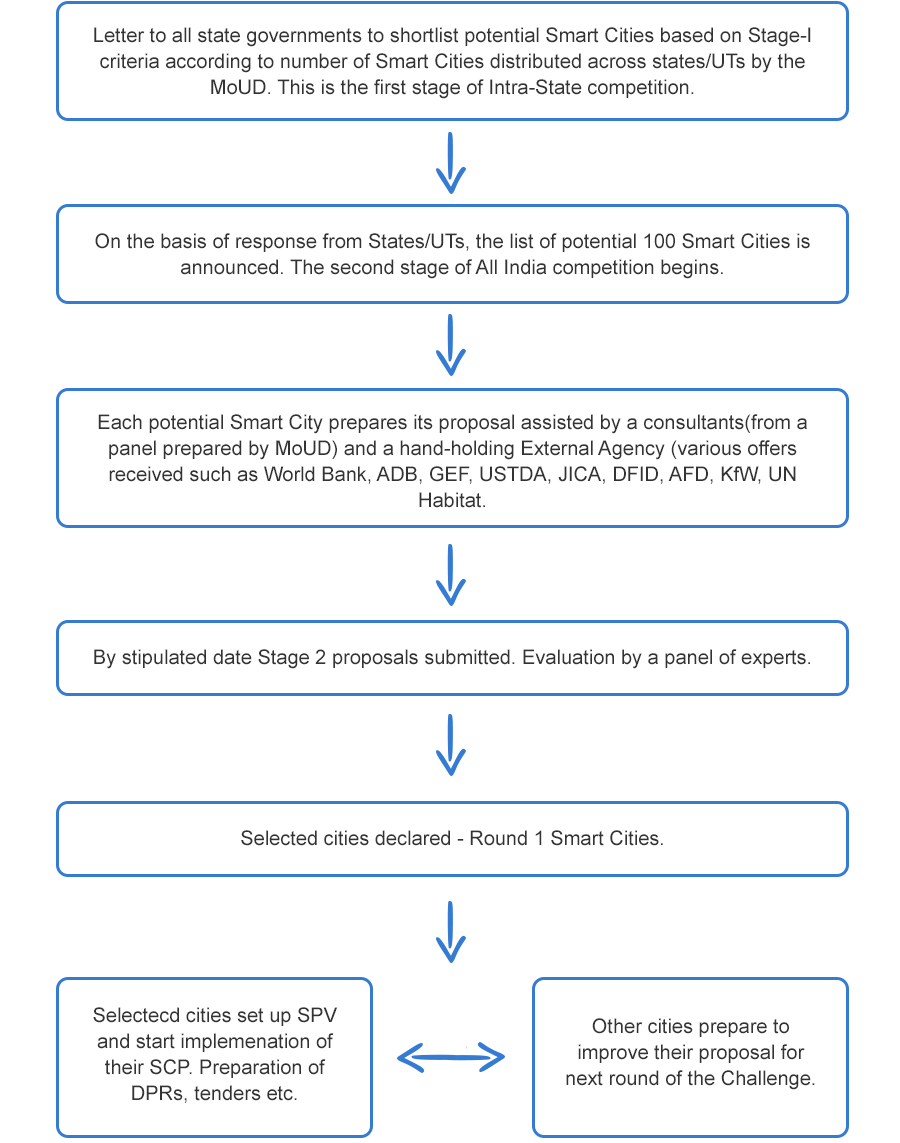 Letter to all state governments to shortlist potential Smart Cities based on Stage-I
criteria according to number of Smart Cities distributed across states/UTs by the
MoUD. This is the first stage of Intra-State competition.
On the basis of response from States/UTs, the list of potential 100 Smart Cities is
announced. The second stage of All India competition begins.
Each potential Smart City prepares its proposal assisted by a consultants(from a
panel prepared by MoUD) and a hand-holding External Agency (various offers
received such as World Bank, ADB, GEF, USTDA, JICA, DFID, AFD, KfW, UN
Habitat.
By stipulated date Stage 2 proposals submitted. Evaluation by a panel of experts.
Selected cities declared - Round 1 Smart Cities.
Selectecd cities set up SPV
and start implemenation of
their SCP. Preparation of
DPRs, tenders etc.
Other cities prepare to
improve their proposal for
next round of the Challenge.